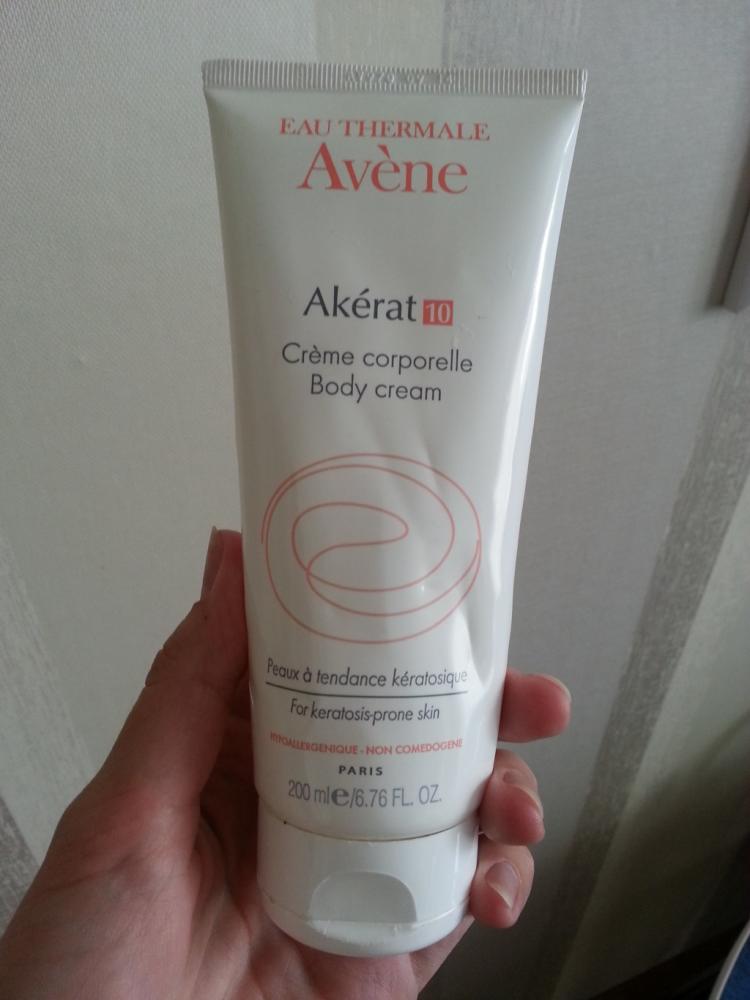 EAU THERMALE
Avène
Akérat 10
Crème corporelle
Body cream
Peaux à tendance kératosique
For keratosis-prone skin
HYPOALLERGENIQUE - NON COMEDOGENE
PARIS
200 ml e/6.76 FL. OZ.